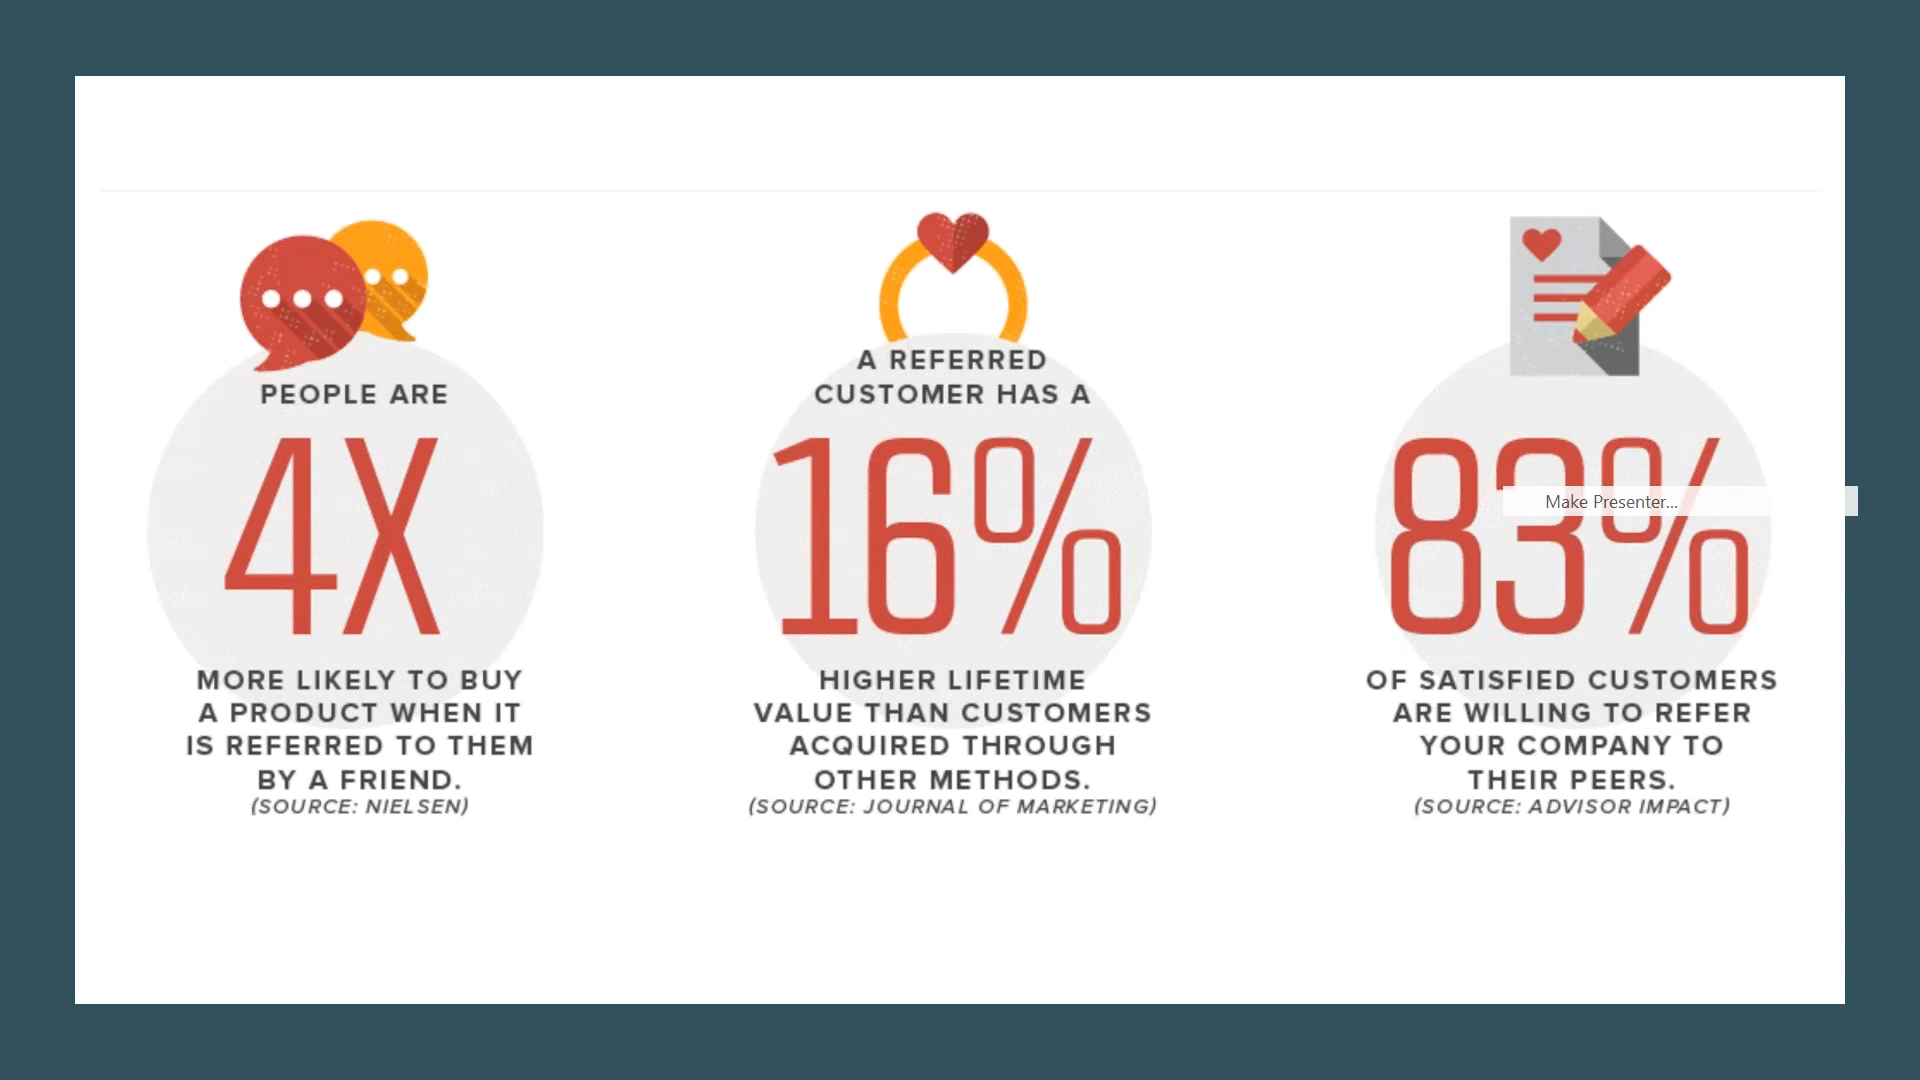 PEOPLE ARE
4X
MORE LIKELY TO BUY
A PRODUCT WHEN IT
IS REFERRED TO THEM
BY A FRIEND.
(SOURCE: NIELSEN)
A REFERRED
CUSTOMER HAS A
16%
HIGHER LIFETIME
VALUE THAN CUSTOMERS
ACQUIRED THROUGH
OTHER METHODS.
(SOURCE: JOURNAL OF MARKETING)
83%
Make Presenter...
OF SATISFIED CUSTOMERS
ARE WILLING TO REFER
YOUR COMPANY TO
THEIR PEERS.
(SOURCE: ADVISOR IMPACT)